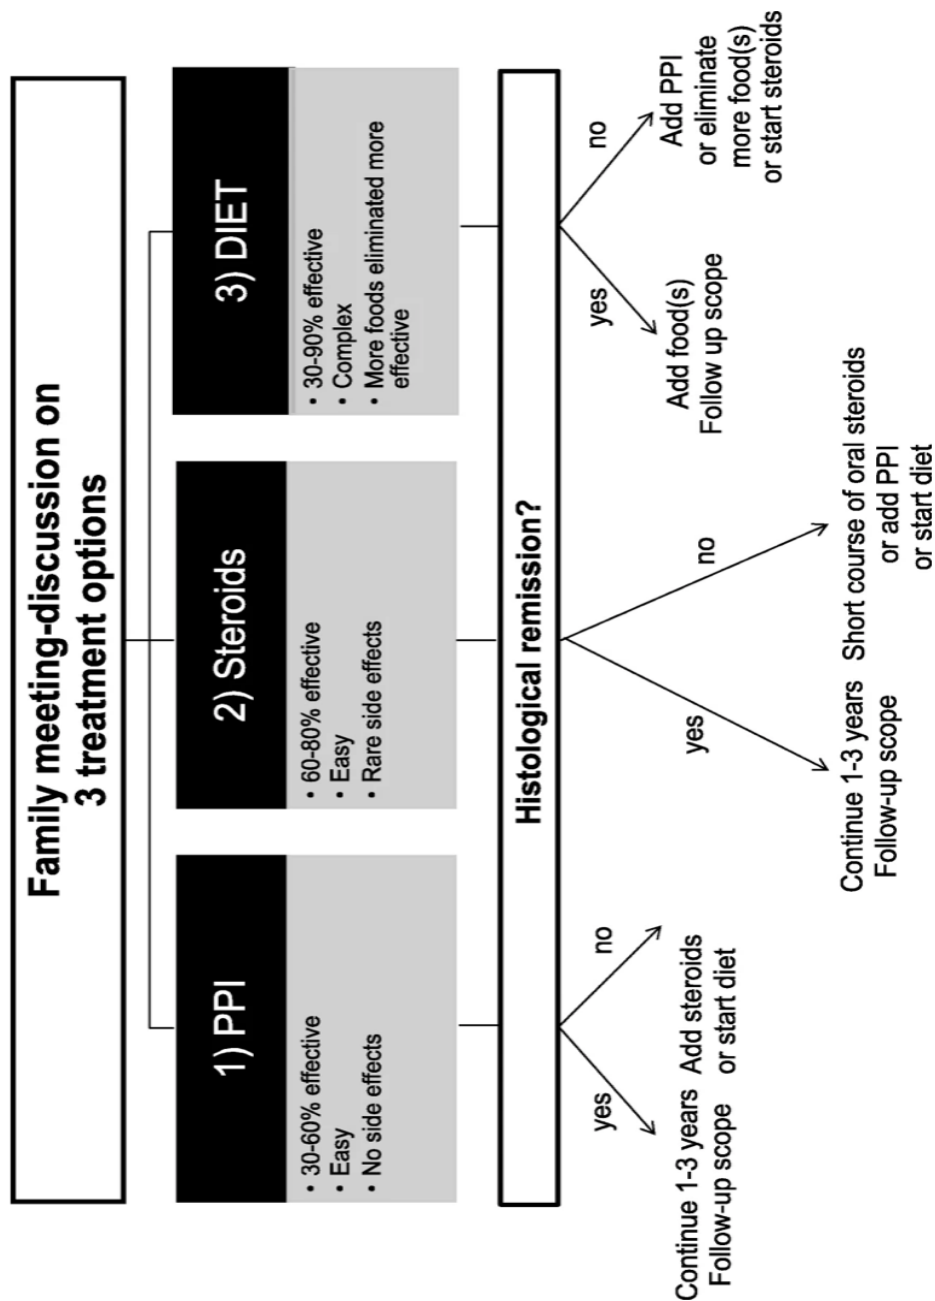 Family meeting-discussion on
3 treatment options
1) PPI
• 30-60% effective
• Easy
• No side effects
2) Steroids
• 60-80% effective
• Easy
• Rare side effects
3) DIET
• 30-90% effective
• Complex
• More foods eliminated more
effective
Histological remission?
yes
no
Continue 1-3 years
Follow-up scope
Add steroids
or start diet
yes
no
Continue 1-3 years
Follow-up scope
Short course of oral steroids
or add PPI
or start diet
yes
no
Add food(s)
Follow up scope
Add PPI
or eliminate
more food(s)
or start steroids